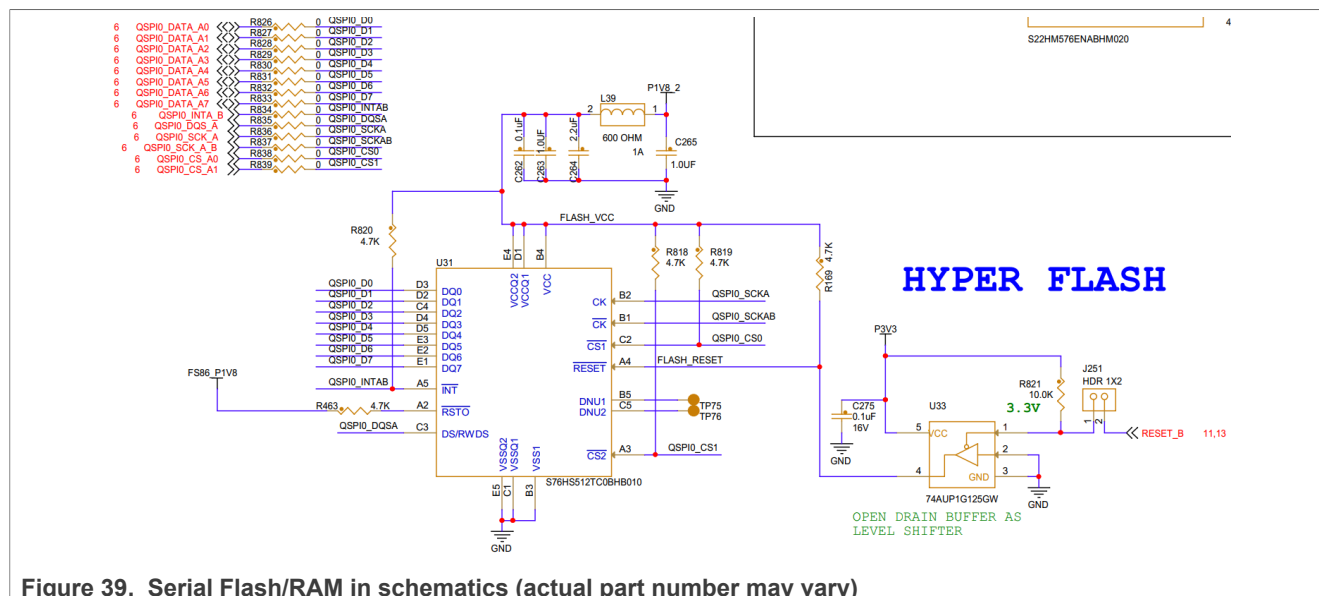 6 QSPI0_DATA_A0 R826 0 QSPI0_D0
6 QSPI0_DATA_A1 R827 0 QSPI0_D1
6 QSPI0_DATA_A2 R828 0 QSPI0_D2
6 QSPI0_DATA_A3 R829 0 QSPI0_D3
6 QSPI0_DATA_A4 R830 0 QSPI0_D4
6 QSPI0_DATA_A5 R831 0 QSPI0_D5
6 QSPI0_DATA_A6 R832 0 QSPI0_D6
6 QSPI0_DATA_A7 R833 0 QSPI0_D7
6 QSPI0_INTA_B R834 0 QSPI0_INTAB
6 QSPI0_DQS_A R835 0 QSPI0_DQSA
6 QSPI0_SCK_A R836 0 QSPI0_SCKA
6 QSPI0_SCK_A_B R837 0 QSPI0_SCKAB
6 QSPI0_CS_A0 R838 0 QSPI0_CS0
6 QSPI0_CS_A1 R839 0 QSPI0_CS1
4
S22HM576ENABHM020
L39
P1V8_2
2
1
600 OHM
1A
C262
0.1uF
C263
1.0UF
C264
2.2uF
C265
1.0UF
GND
FLASH_VCC
R820
4.7K
R818
4.7K
R819
4.7K
R169
4.7K
HYPER FLASH
U31
E4
D1
B4
VCCQ2
VCCQ1
VCC
QSPI0_D0 D3 DQ0
QSPI0_D1 D2 DQ1
QSPI0_D2 C4 DQ2
QSPI0_D3 D4 DQ3
QSPI0_D4 D5 DQ4
QSPI0_D5 E3 DQ5
QSPI0_D6 E2 DQ6
QSPI0_D7 E1 DQ7
QSPI0_INTAB A5 INT
FS86_P1V8
R463 4.7K A2 RSTO
QSPI0_DQSA C3 DS/RWDS
CK B2 QSPI0_SCKA
CK B1 QSPI0_SCKAB
CS1 C2 QSPI0_CS0
RESET A4 FLASH_RESET
DNU1 B5 TP75
DNU2 C5 TP76
CS2 A3 QSPI0_CS1
VSSQ2
VSSQ1
VSS1
E5
C1
B3
S76HS512TC0BHB010
GND
P3V3
C275
0.1uF
16V
GND
R821
10.0K
3.3V
J251
HDR 1X2
1
2
RESET_B 11,13
U33
5 VCC
1
2
3
4
GND
GND
74AUP1G125GW
OPEN DRAIN BUFFER AS
LEVEL SHIFTER
Figure 39. Serial Flash/RAM in schematics (actual part number may vary)